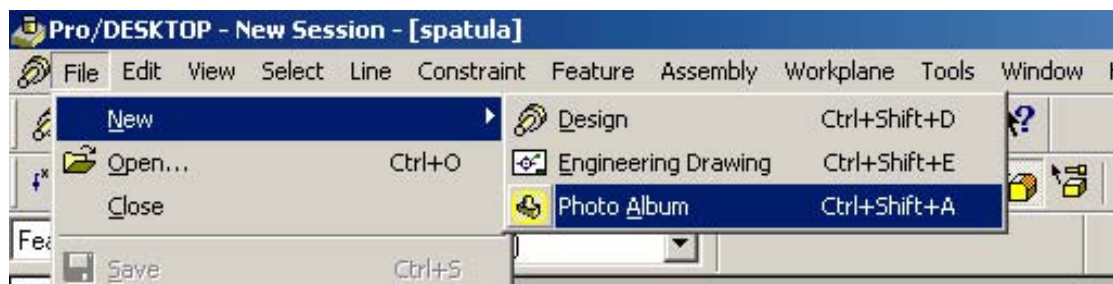 Pro/DESKTOP - New Session - [spatula]
File Edit View Select Line Constraint Feature Assembly Workplane Tools Window
New
Design Ctrl+Shift+D
Open... Ctrl+O
Engineering Drawing Ctrl+Shift+E
Close
Photo Album Ctrl+Shift+A
Fea
Save Ctrl+S